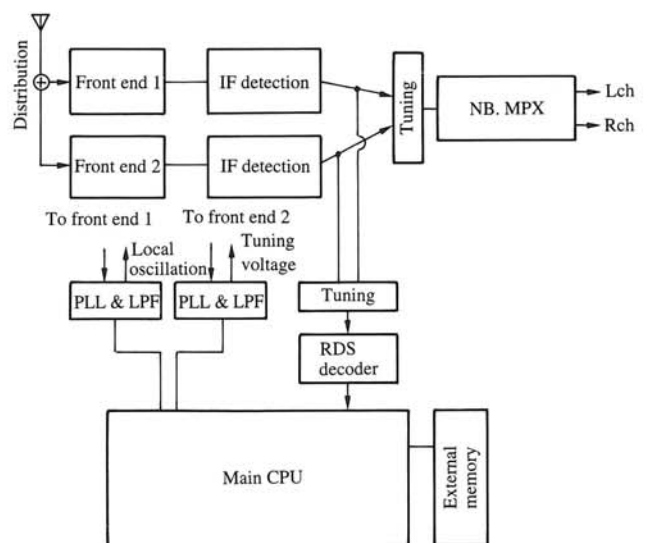 Distribution
Front end 1
IF detection
Tuning
NB. MPX
Lch
Rch
Front end 2
IF detection
To front end 1
To front end 2
Local
oscillation
Tuning
voltage
PLL & LPF
PLL & LPF
Tuning
RDS
decoder
Main CPU
External
memory